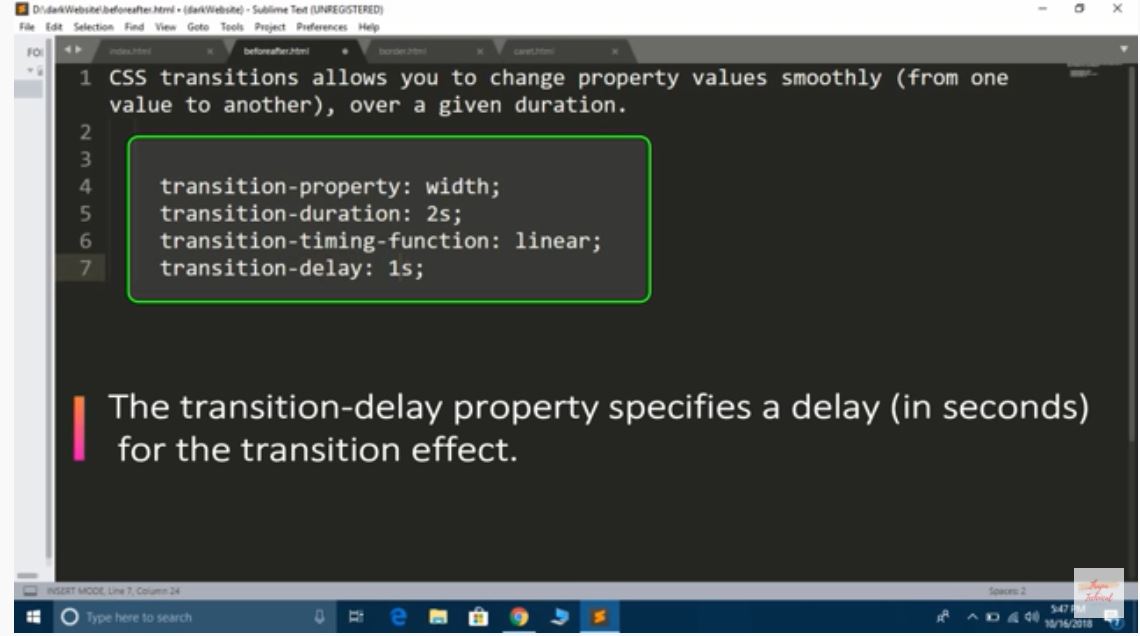 D:\darkWebsite\beforeafter.html • (darkWebsite) - Sublime Text (UNREGISTERED)
File Edit Selection Find View Goto Tools Project Preferences Help
FO
index.html × beforeafter.html • border.html × caret.html ×
1 CSS transitions allows you to change property values smoothly (from one
value to another), over a given duration.
2
3
4 transition-property: width;
5 transition-duration: 2s;
6 transition-timing-function: linear;
7 transition-delay: 1s;
The transition-delay property specifies a delay (in seconds)
for the transition effect.
INSERT MODE, Line 7, Column 24 Spaces: 2
Type here to search
5:47 PM
10/16/2018